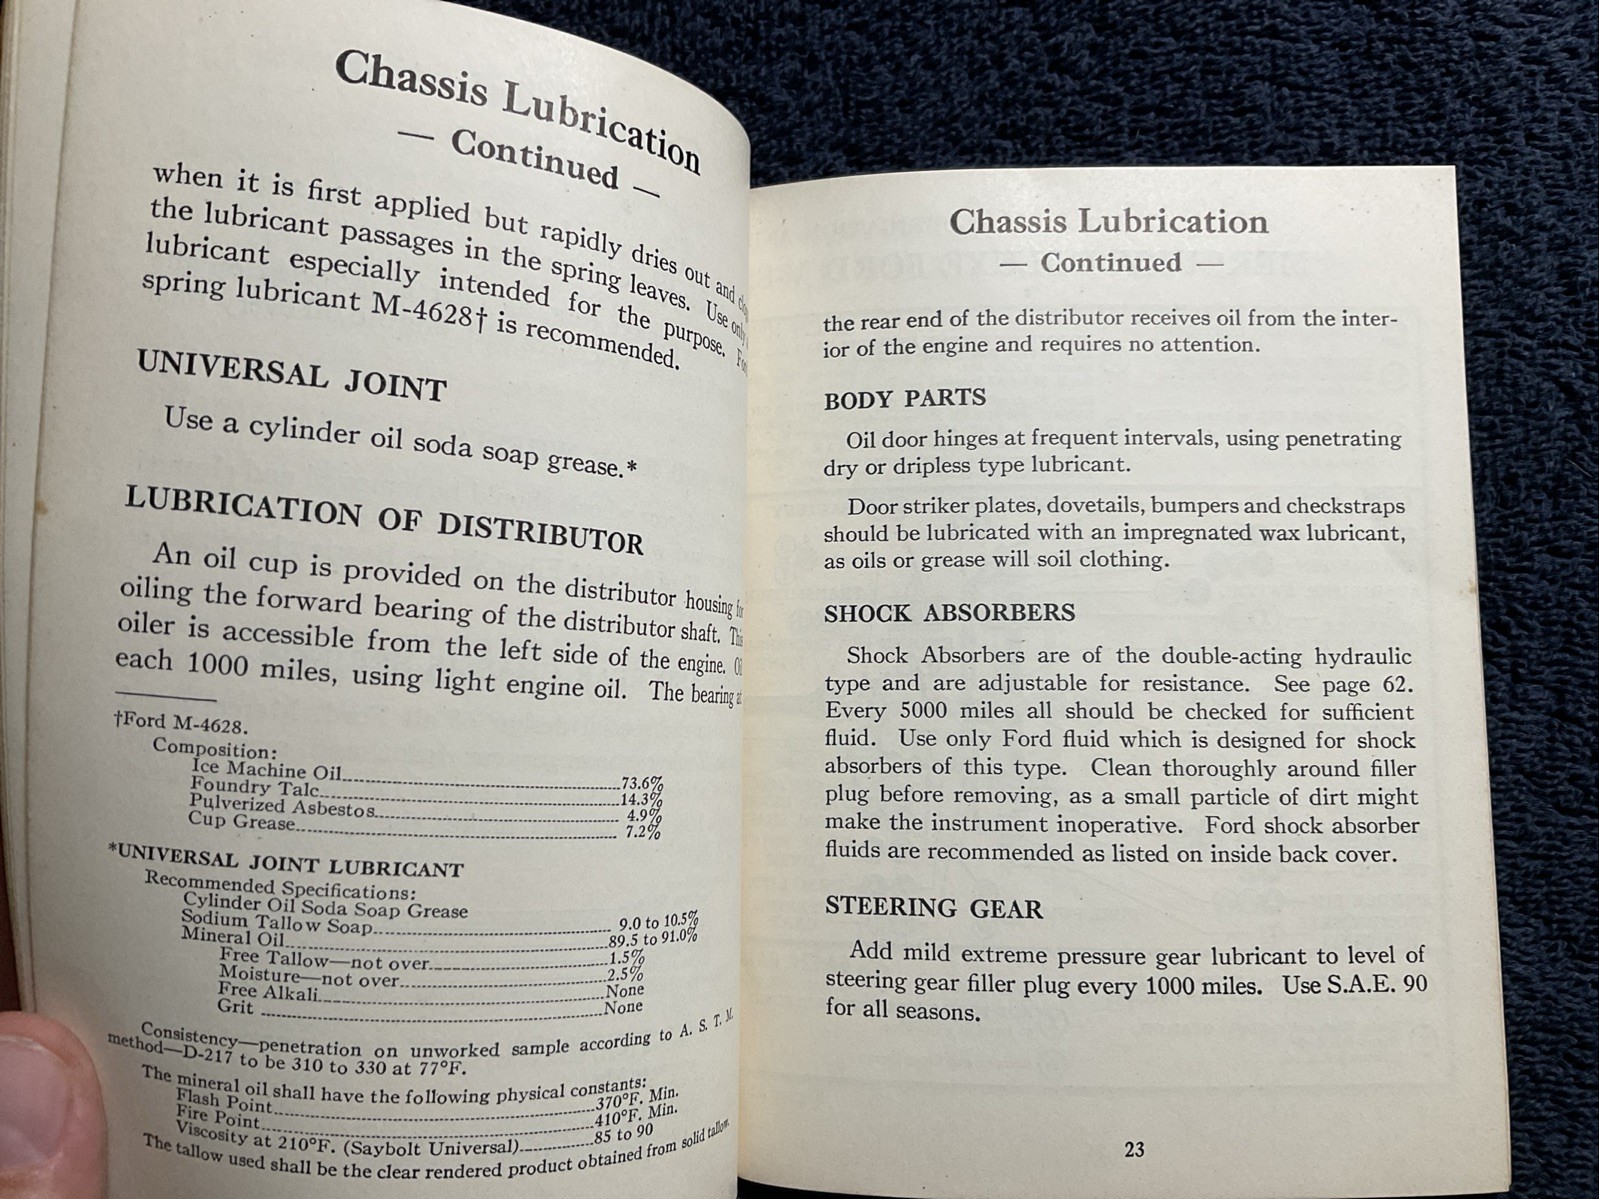 Chassis Lubrication
— Continued —
when it is first applied but rapidly dries out and
the lubricant passages in the spring leaves. Use only
lubricant especially intended for the purpose.
spring lubricant M-4628† is recommended.
UNIVERSAL JOINT
Use a cylinder oil soda soap grease.*
LUBRICATION OF DISTRIBUTOR
An oil cup is provided on the distributor housing
oiling the forward bearing of the distributor shaft.
oiler is accessible from the left side of the engine.
each 1000 miles, using light engine oil. The bearing
†Ford M-4628.
Composition:
Ice Machine Oil 73.6%
Foundry Talc 14.3%
Pulverized Asbestos 4.9%
Cup Grease 7.2%
*UNIVERSAL JOINT LUBRICANT
Recommended Specifications:
Cylinder Oil Soda Soap Grease
Sodium Tallow Soap 9.0 to 10.5%
Mineral Oil 89.5 to 91.0%
Free Tallow—not over 1.5%
Moisture—not over 2.5%
Free Alkali None
Grit None
Consistency—penetration on unworked sample according to A. S. T. M.
method—D-217 to be 310 to 330 at 77°F.
The mineral oil shall have the following physical constants:
Flash Point 370°F. Min.
Fire Point 410°F. Min.
Viscosity at 210°F. (Saybolt Universal) 85 to 90
The tallow used shall be the clear rendered product obtained from solid tallow.
Chassis Lubrication
— Continued —
the rear end of the distributor receives oil from the inter-
ior of the engine and requires no attention.
BODY PARTS
Oil door hinges at frequent intervals, using penetrating
dry or dripless type lubricant.
Door striker plates, dovetails, bumpers and checkstraps
should be lubricated with an impregnated wax lubricant,
as oils or grease will soil clothing.
SHOCK ABSORBERS
Shock Absorbers are of the double-acting hydraulic
type and are adjustable for resistance. See page 62.
Every 5000 miles all should be checked for sufficient
fluid. Use only Ford fluid which is designed for shock
absorbers of this type. Clean thoroughly around filler
plug before removing, as a small particle of dirt might
make the instrument inoperative. Ford shock absorber
fluids are recommended as listed on inside back cover.
STEERING GEAR
Add mild extreme pressure gear lubricant to level of
steering gear filler plug every 1000 miles. Use S.A.E. 90
for all seasons.
23